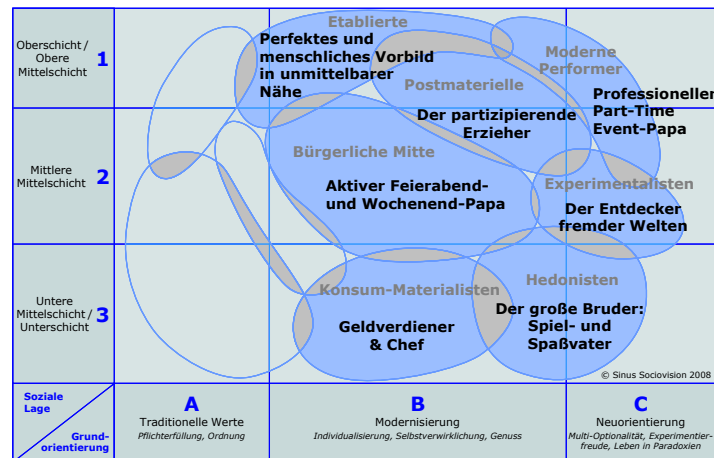 Oberschicht /
Obere
Mittelschicht
1
Etablierte
Perfektes und
menschliches Vorbild
in unmittelbarer
Nähe
Postmaterielle
Der partizipierende
Erzieher
Moderne
Performer
Professioneller
Part-Time
Event-Papa
Mittlere
Mittelschicht
2
Bürgerliche Mitte
Aktiver Feierabend-
und Wochenend-Papa
Experimentalisten
Der Entdecker
fremder Welten
Untere
Mittelschicht /
Unterschicht
3
Konsum-Materialisten
Geldverdiener
& Chef
Hedonisten
Der große Bruder:
Spiel- und
Spaßvater
© Sinus Sociovision 2008
Soziale
Lage
Grund-
orientierung
A
Traditionelle Werte
Pflichterfüllung, Ordnung
B
Modernisierung
Individualisierung, Selbstverwirklichung, Genuss
C
Neuorientierung
Multi-Optionalität, Experimentier-
freude, Leben in Paradoxien